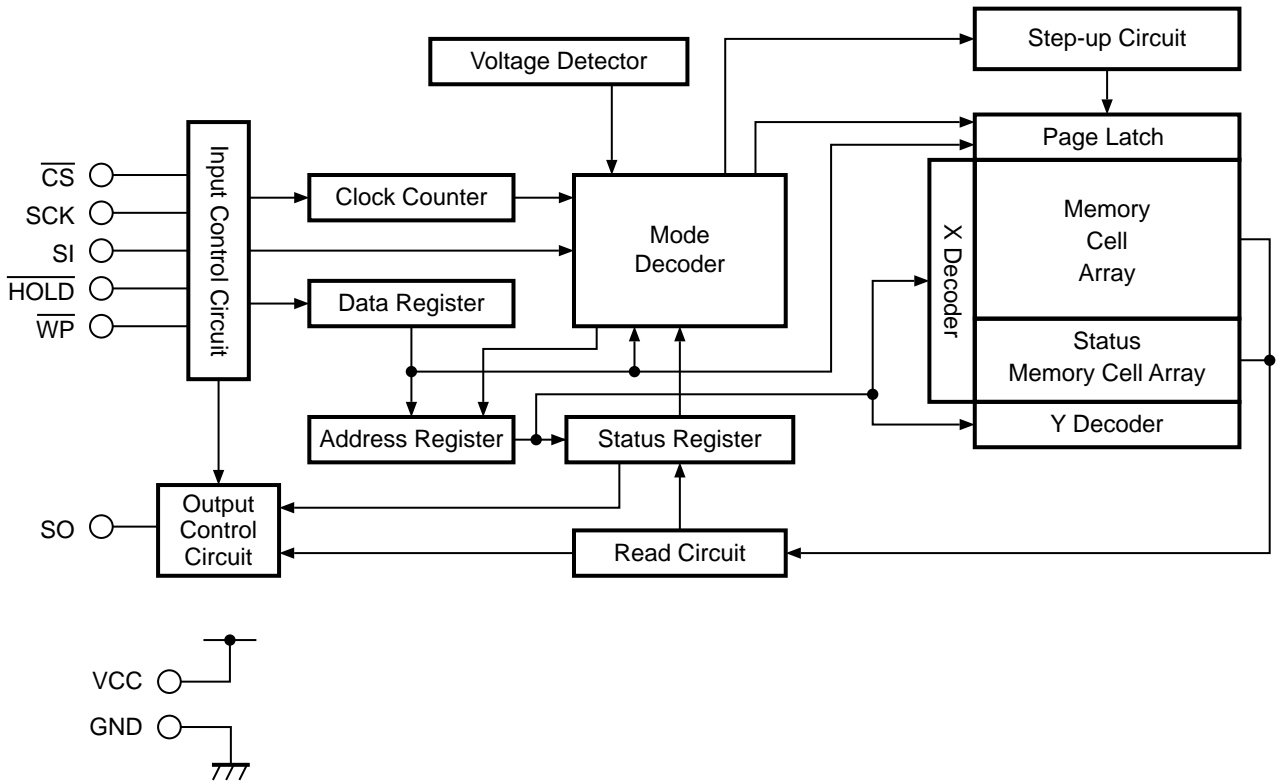 Step-up Circuit
Voltage Detector
Page Latch
Input Control Circuit
CS
SCK
SI
HOLD
WP
Clock Counter
Mode
Decoder
Data Register
X Decoder
Memory
Cell
Array
Status
Memory Cell Array
Address Register
Status Register
Y Decoder
SO
Output
Control
Circuit
Read Circuit
VCC
GND